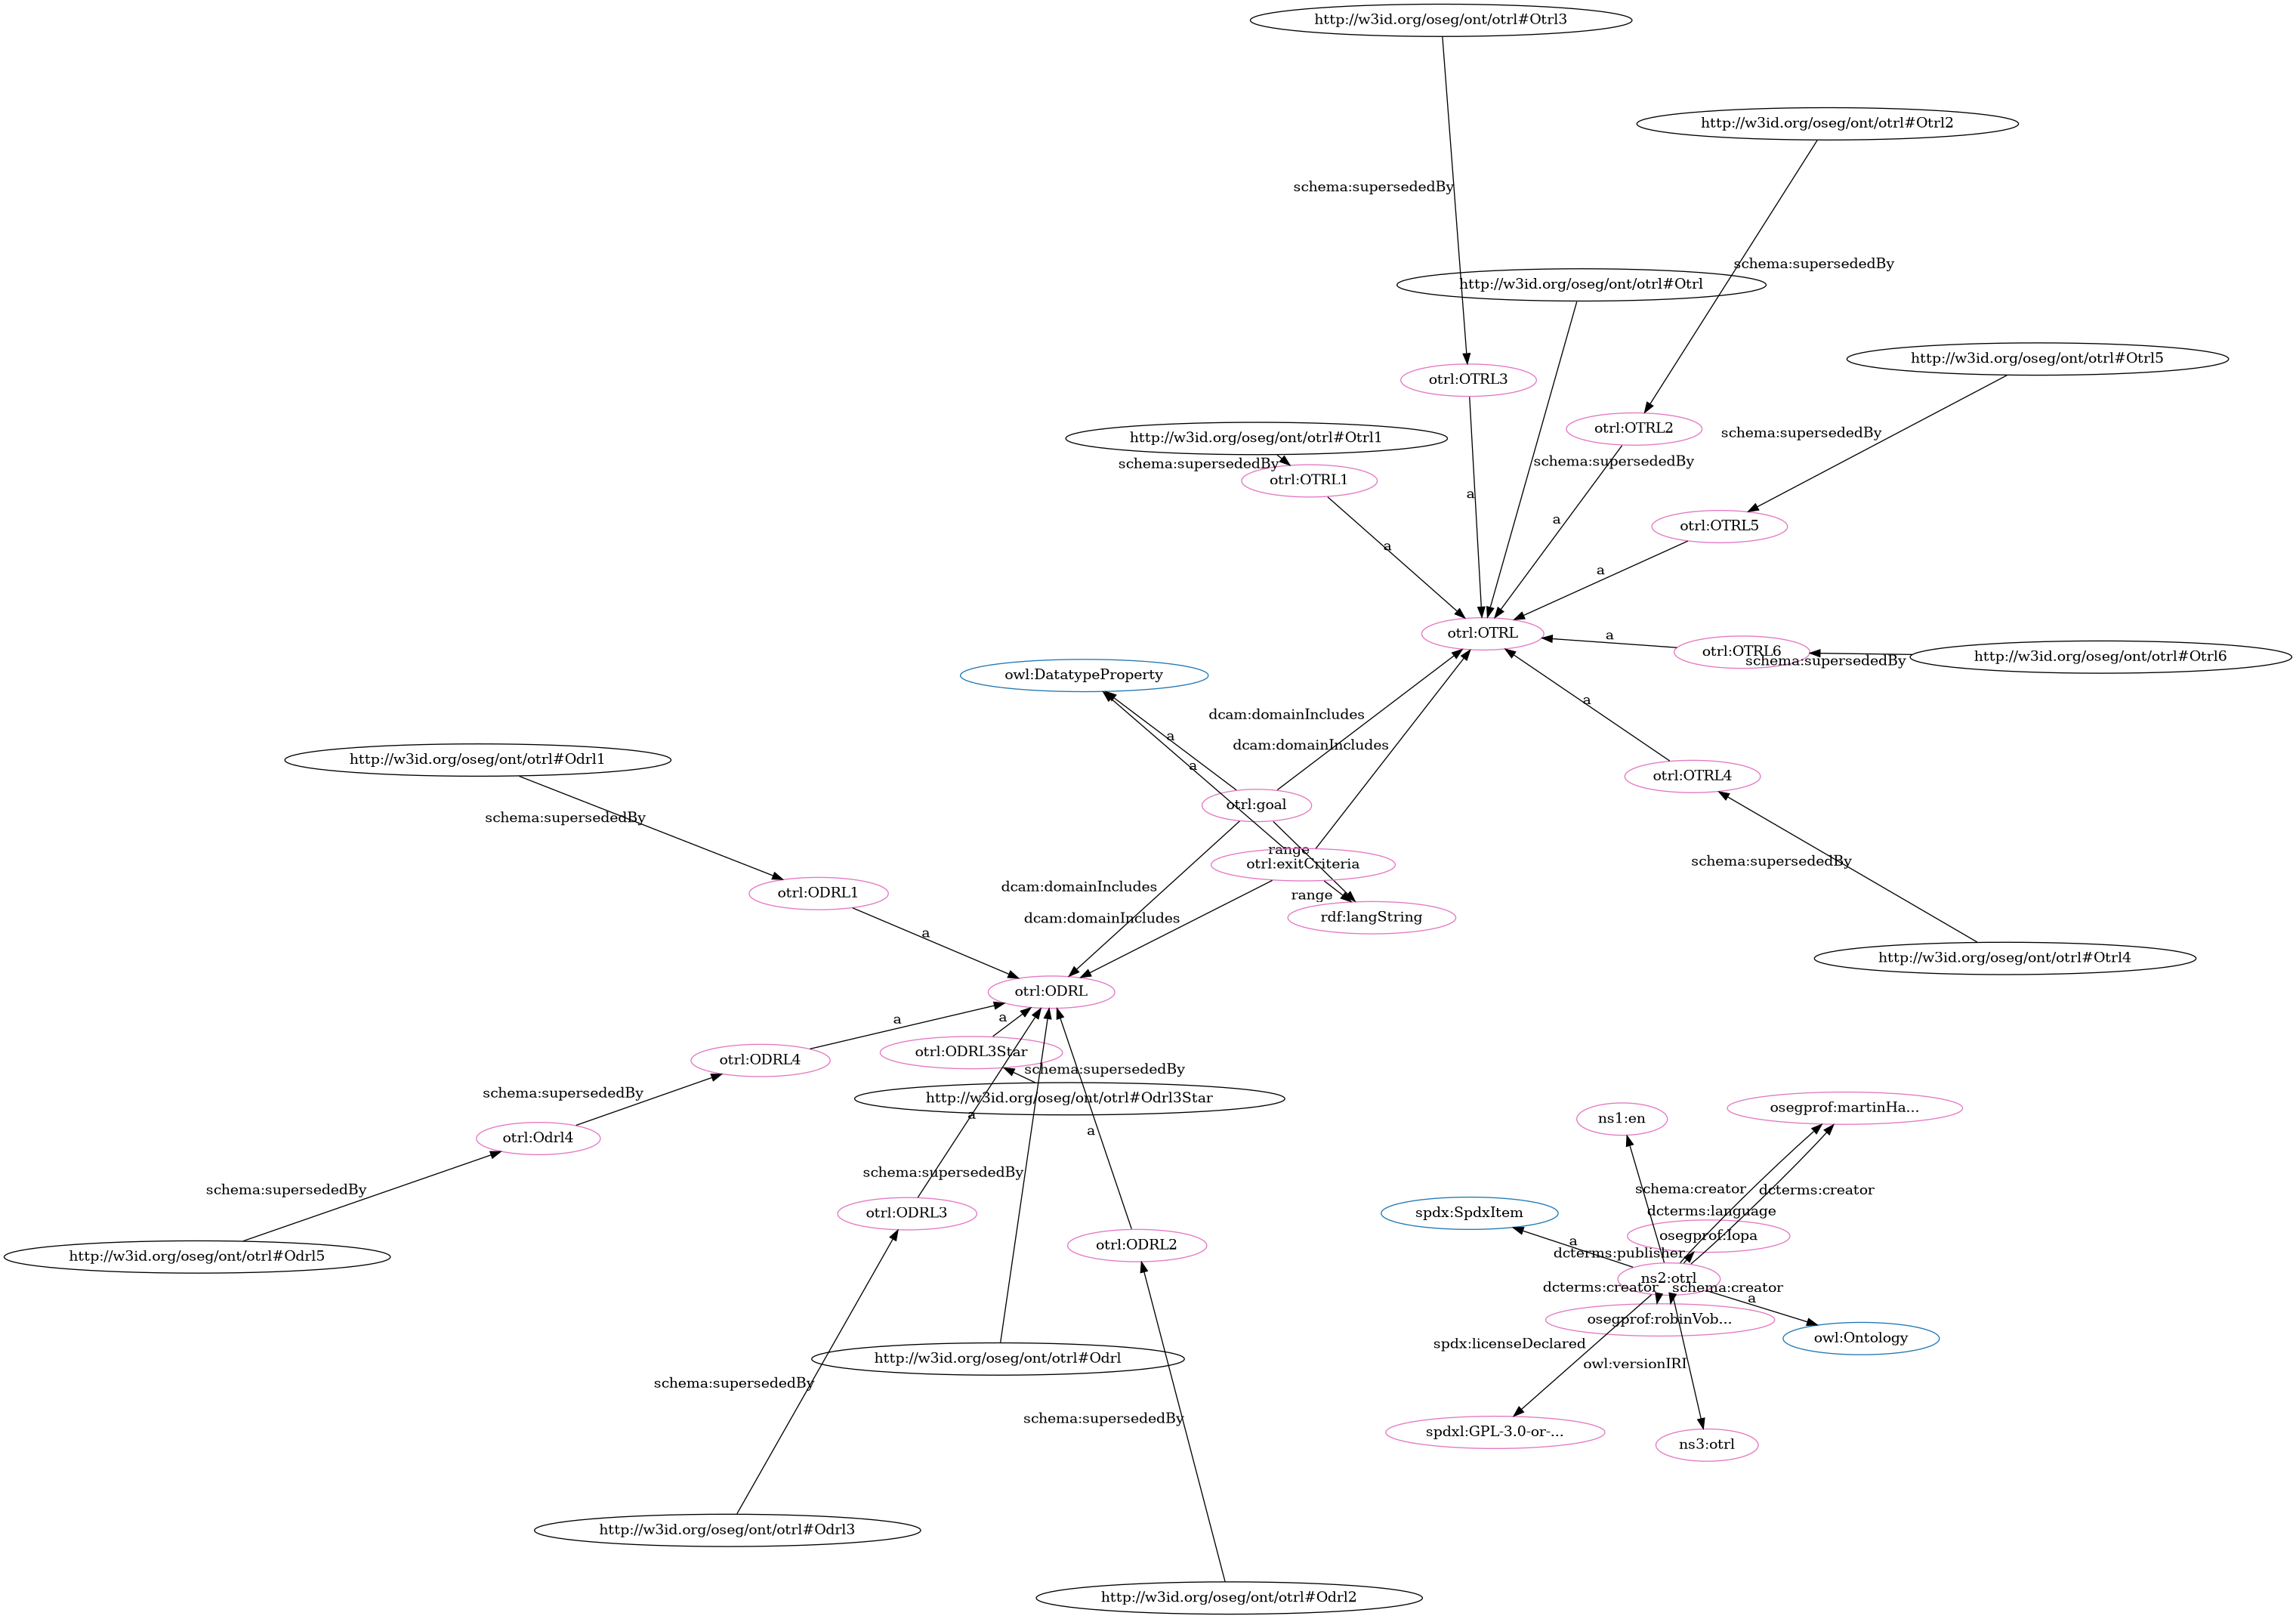 http://w3id.org/oseg/ont/otrl#Otrl3
http://w3id.org/oseg/ont/otrl#Otrl2
schema:supersededBy
schema:supersededBy
http://w3id.org/oseg/ont/otrl#Otrl
http://w3id.org/oseg/ont/otrl#Otrl5
otrl:OTRL3
otrl:OTRL2
schema:supersededBy
http://w3id.org/oseg/ont/otrl#Otrl1
schema:supersededBy
schema:supersededBy
otrl:OTRL1
a
a
otrl:OTRL5
a
a
otrl:OTRL
a
otrl:OTRL6
http://w3id.org/oseg/ont/otrl#Otrl6
schema:supersededBy
owl:DatatypeProperty
a
dcam:domainIncludes
a
dcam:domainIncludes
http://w3id.org/oseg/ont/otrl#Odrl1
a
otrl:OTRL4
otrl:goal
schema:supersededBy
range
otrl:exitCriteria
schema:supersededBy
dcam:domainIncludes
otrl:ODRL1
range
dcam:domainIncludes
rdf:langString
a
http://w3id.org/oseg/ont/otrl#Otrl4
otrl:ODRL
a
a
otrl:ODRL4
otrl:ODRL3Star
schema:supersededBy
schema:supersededBy
http://w3id.org/oseg/ont/otrl#Odrl3Star
osegprof:martinHa...
a
ns1:en
a
otrl:Odrl4
schema:supersededBy
schema:supersededBy
schema:creator
dcterms:creator
dcterms:language
otrl:ODRL3
spdx:SpdxItem
osegprof:lopa
a
otrl:ODRL2
dcterms:publisher
http://w3id.org/oseg/ont/otrl#Odrl5
ns2:otrl
dcterms:creator
schema:creator
a
osegprof:robinVob...
owl:Ontology
spdx:licenseDeclared
http://w3id.org/oseg/ont/otrl#Odrl
owl:versionIRI
schema:supersededBy
schema:supersededBy
spdxl:GPL-3.0-or-...
ns3:otrl
http://w3id.org/oseg/ont/otrl#Odrl3
http://w3id.org/oseg/ont/otrl#Odrl2